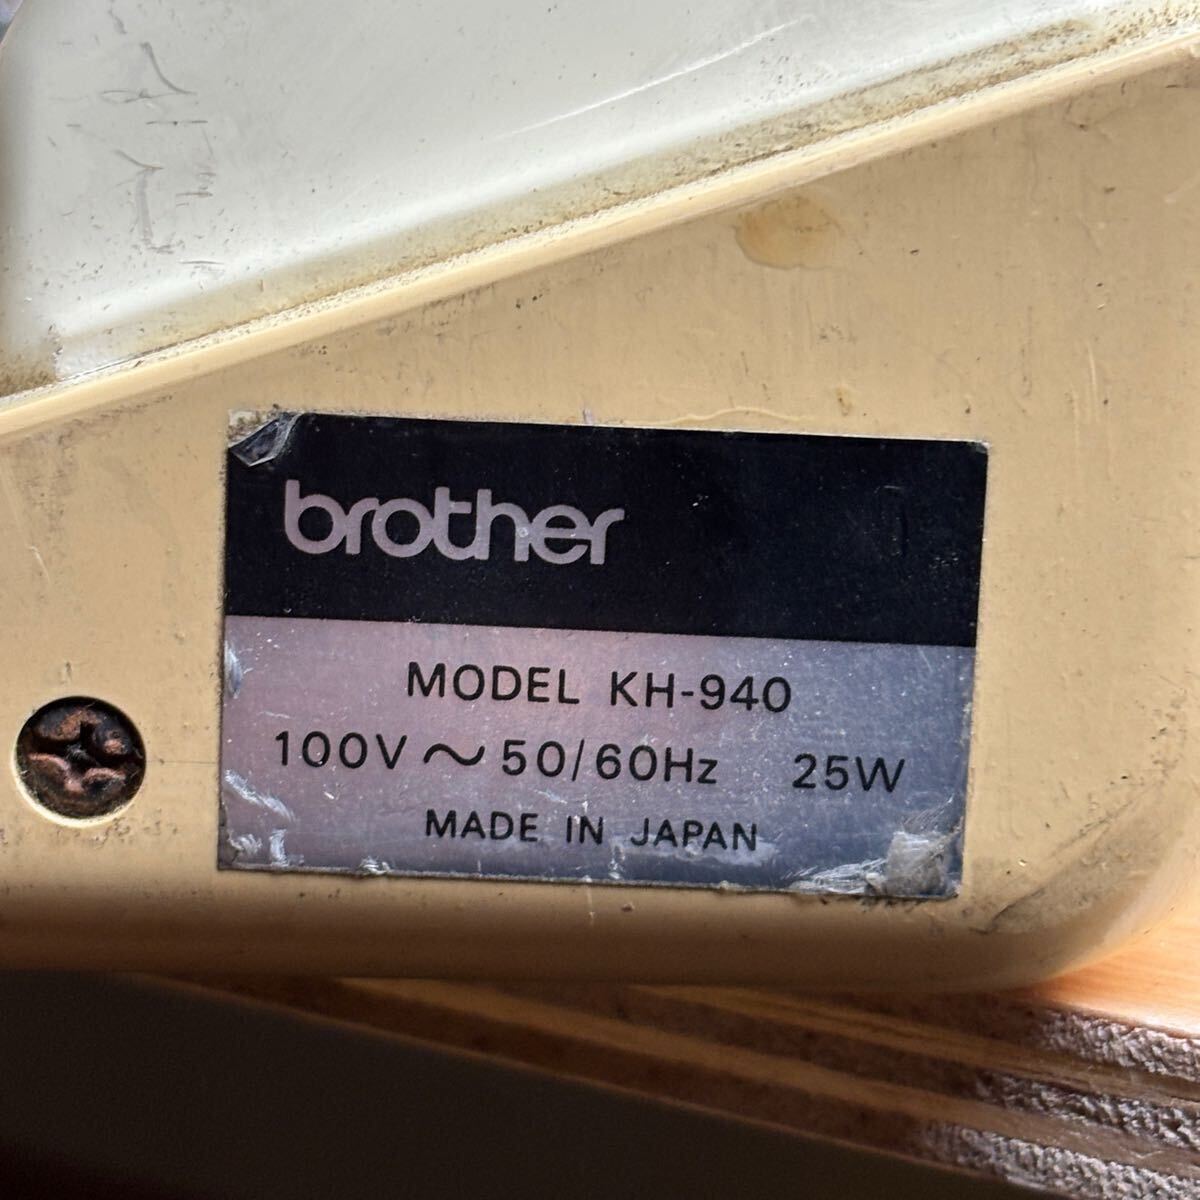 brother
MODEL KH-940
100V ～ 50/60Hz 25W
MADE IN JAPAN